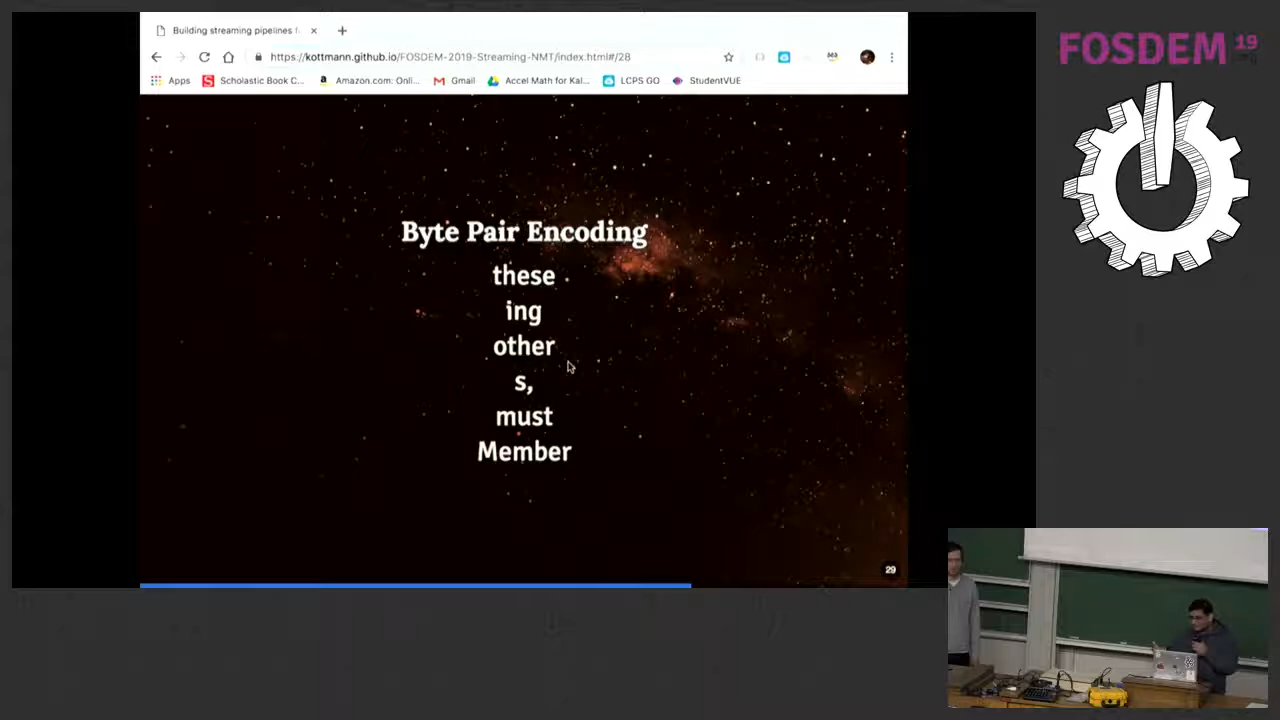 Building streaming pipelines f
https://kottmann.github.io/FOSDEM-2019-Streaming-NMT/index.html#/28
Apps Scholastic Book C... Amazon.com: Onli... Gmail Accel Math for Kal... LCPS GO StudentVUE
Byte Pair Encoding
these
ing
other
s,
must
Member
29
FOSDEM 19